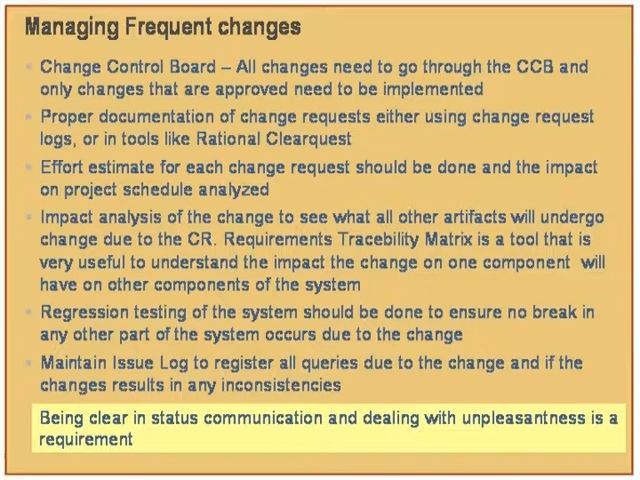 Managing Frequent changes
Change Control Board – All changes need to go through the CCB and
only changes that are approved need to be implemented
Proper documentation of change requests either using change request
logs, or in tools like Rational Clearquest
Effort estimate for each change request should be done and the impact
on project schedule analyzed
Impact analysis of the change to see what all other artifacts will undergo
change due to the CR. Requirements Tracebility Matrix is a tool that is
very useful to understand the impact the change on one component will
have on other components of the system
Regression testing of the system should be done to ensure no break in
any other part of the system occurs due to the change
Maintain Issue Log to register all queries due to the change and if the
changes results in any inconsistencies
Being clear in status communication and dealing with unpleasantness is a
requirement